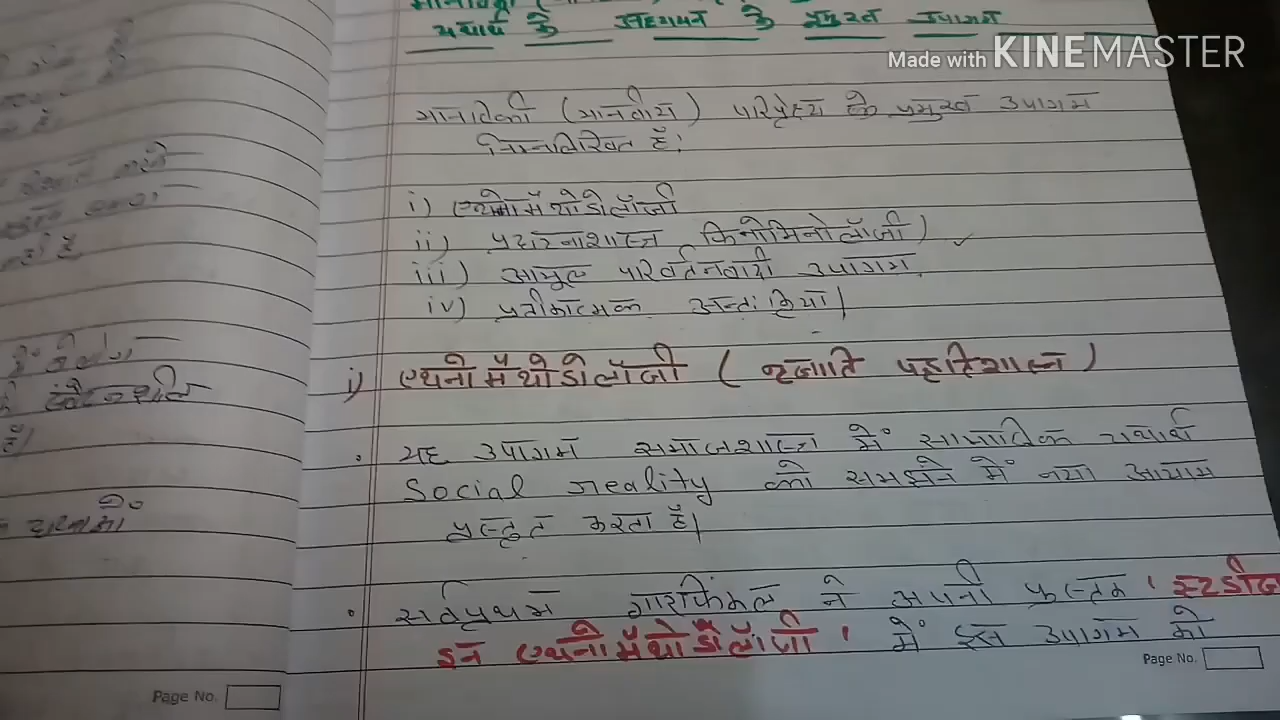 यथार्थ के अध्ययन के प्रमुख उपागम
Made with KINEMASTER
मानविकी (मानवीय) परिप्रेक्ष्य के प्रमुख उपागम
निम्नलिखित हैं:
i) एथनोमैथोडोलॉजी
ii) घटनाशास्त्र फिनोमिनोलॉजी) ✓
iii) आमूल परिवर्तनवादी उपागम
iv) प्रतीकात्मक अन्तःक्रिया।
i) एथनोमैथोडोलॉजी ( नृजाति पद्धतिशास्त्र )
• यह उपागम समाजशास्त्र में सामाजिक यथार्थ
Social reality को समझने में नया आयाम
प्रस्तुत करता है।
• सर्वप्रथम गारफिंकल ने अपनी पुस्तक ' स्टडीज
इन एथनोमैथोडोलॉजी ' में इस उपागम को
Page No.
Page No.